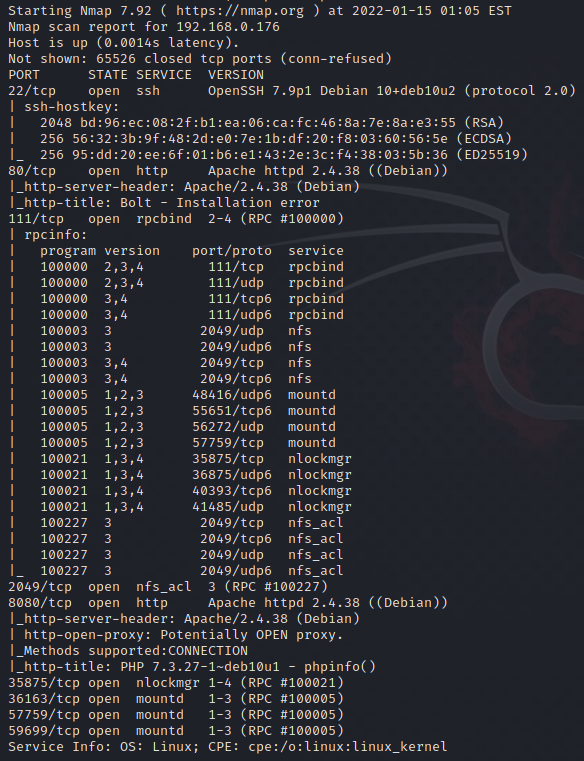 Starting Nmap 7.92 ( https://nmap.org ) at 2022-01-15 01:05 EST
Nmap scan report for 192.168.0.176
Host is up (0.0014s latency).
Not shown: 65526 closed tcp ports (conn-refused)
PORT      STATE SERVICE  VERSION
22/tcp    open  ssh      OpenSSH 7.9p1 Debian 10+deb10u2 (protocol 2.0)
| ssh-hostkey:
|   2048 bd:96:ec:08:2f:b1:ea:06:ca:fc:46:8a:7e:8a:e3:55 (RSA)
|   256 56:32:3b:9f:48:2d:e0:7e:1b:df:20:f8:03:60:56:5e (ECDSA)
|_  256 95:dd:20:ee:6f:01:b6:e1:43:2e:3c:f4:38:03:5b:36 (ED25519)
80/tcp    open  http     Apache httpd 2.4.38 ((Debian))
|_http-server-header: Apache/2.4.38 (Debian)
|_http-title: Bolt - Installation error
111/tcp   open  rpcbind  2-4 (RPC #100000)
| rpcinfo:
|   program version    port/proto  service
|   100000  2,3,4        111/tcp   rpcbind
|   100000  2,3,4        111/udp   rpcbind
|   100000  3,4          111/tcp6  rpcbind
|   100000  3,4          111/udp6  rpcbind
|   100003  3           2049/udp   nfs
|   100003  3           2049/udp6  nfs
|   100003  3,4         2049/tcp   nfs
|   100003  3,4         2049/tcp6  nfs
|   100005  1,2,3      48416/udp6  mountd
|   100005  1,2,3      55651/tcp6  mountd
|   100005  1,2,3      56272/udp   mountd
|   100005  1,2,3      57759/tcp   mountd
|   100021  1,3,4      35875/tcp   nlockmgr
|   100021  1,3,4      36875/udp6  nlockmgr
|   100021  1,3,4      40393/tcp6  nlockmgr
|   100021  1,3,4      41485/udp   nlockmgr
|   100227  3           2049/tcp   nfs_acl
|   100227  3           2049/tcp6  nfs_acl
|   100227  3           2049/udp   nfs_acl
|_  100227  3           2049/udp6  nfs_acl
2049/tcp  open  nfs_acl  3 (RPC #100227)
8080/tcp  open  http     Apache httpd 2.4.38 ((Debian))
|_http-server-header: Apache/2.4.38 (Debian)
| http-open-proxy: Potentially OPEN proxy.
|_Methods supported:CONNECTION
|_http-title: PHP 7.3.27-1~deb10u1 - phpinfo()
35875/tcp open  nlockmgr 1-4 (RPC #100021)
36163/tcp open  mountd   1-3 (RPC #100005)
57759/tcp open  mountd   1-3 (RPC #100005)
59699/tcp open  mountd   1-3 (RPC #100005)
Service Info: OS: Linux; CPE: cpe:/o:linux:linux_kernel